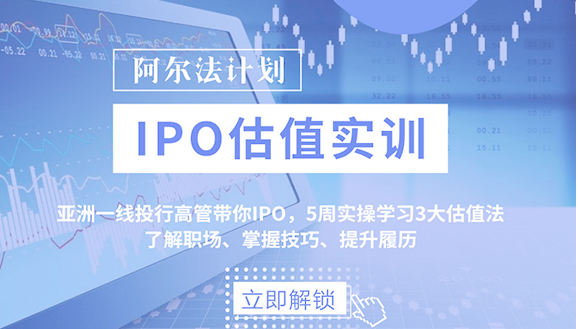 阿尔法计划
IPO估值实训
亚洲一线投行高管带你IPO，5周实操学习3大估值法
了解职场、掌握技巧、提升履历
立即解锁